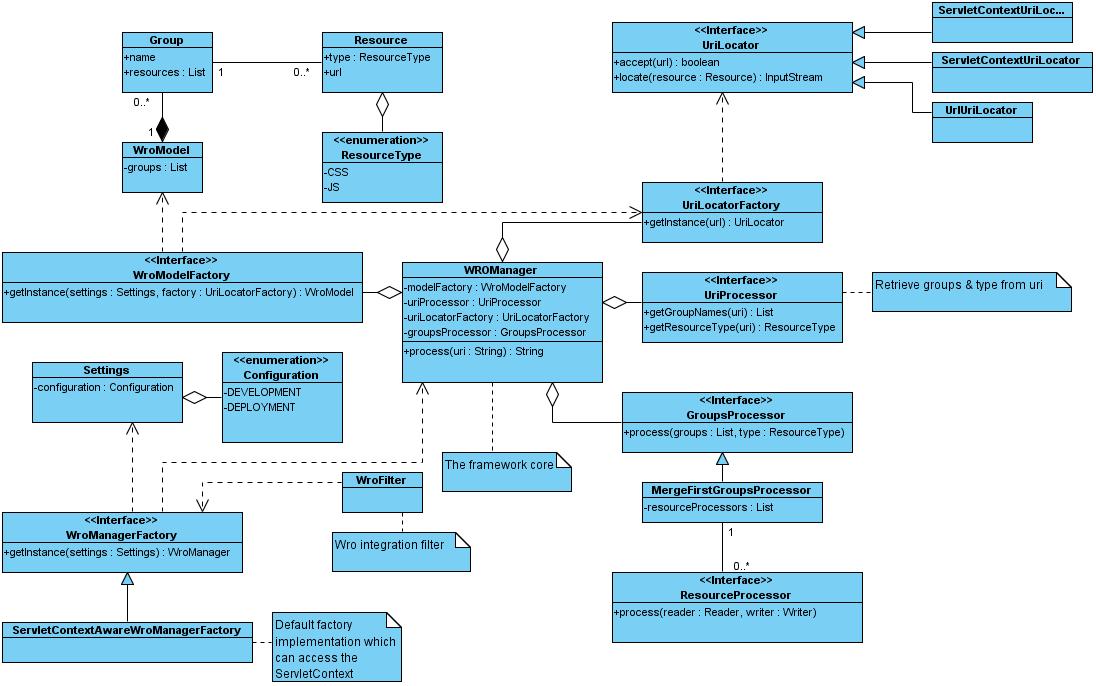 Group
+name
+resources : List
1
0..*
Resource
+type : ResourceType
+url
<<Interface>>
UriLocator
+accept(url) : boolean
+locate(resource : Resource) : InputStream
ServletContextUriLoc...
ServletContextUriLocator
UrlUriLocator
0..*
1
WroModel
-groups : List
<<enumeration>>
ResourceType
-CSS
-JS
<<Interface>>
UriLocatorFactory
+getInstance(url) : UriLocator
<<Interface>>
WroModelFactory
+getInstance(settings : Settings, factory : UriLocatorFactory) : WroModel
WROManager
-modelFactory : WroModelFactory
-uriProcessor : UriProcessor
-uriLocatorFactory : UriLocatorFactory
-groupsProcessor : GroupsProcessor
+process(uri : String) : String
<<Interface>>
UriProcessor
+getGroupNames(uri) : List
+getResourceType(uri) : ResourceType
Retrieve groups & type from uri
Settings
-configuration : Configuration
<<enumeration>>
Configuration
-DEVELOPMENT
-DEPLOYMENT
<<Interface>>
GroupsProcessor
+process(groups : List, type : ResourceType)
The framework core
WroFilter
Wro integration filter
MergeFirstGroupsProcessor
-resourceProcessors : List
1
0..*
<<Interface>>
WroManagerFactory
+getInstance(settings : Settings) : WroManager
<<Interface>>
ResourceProcessor
+process(reader : Reader, writer : Writer)
ServletContextAwareWroManagerFactory
Default factory
implementation which
can access the
ServletContext